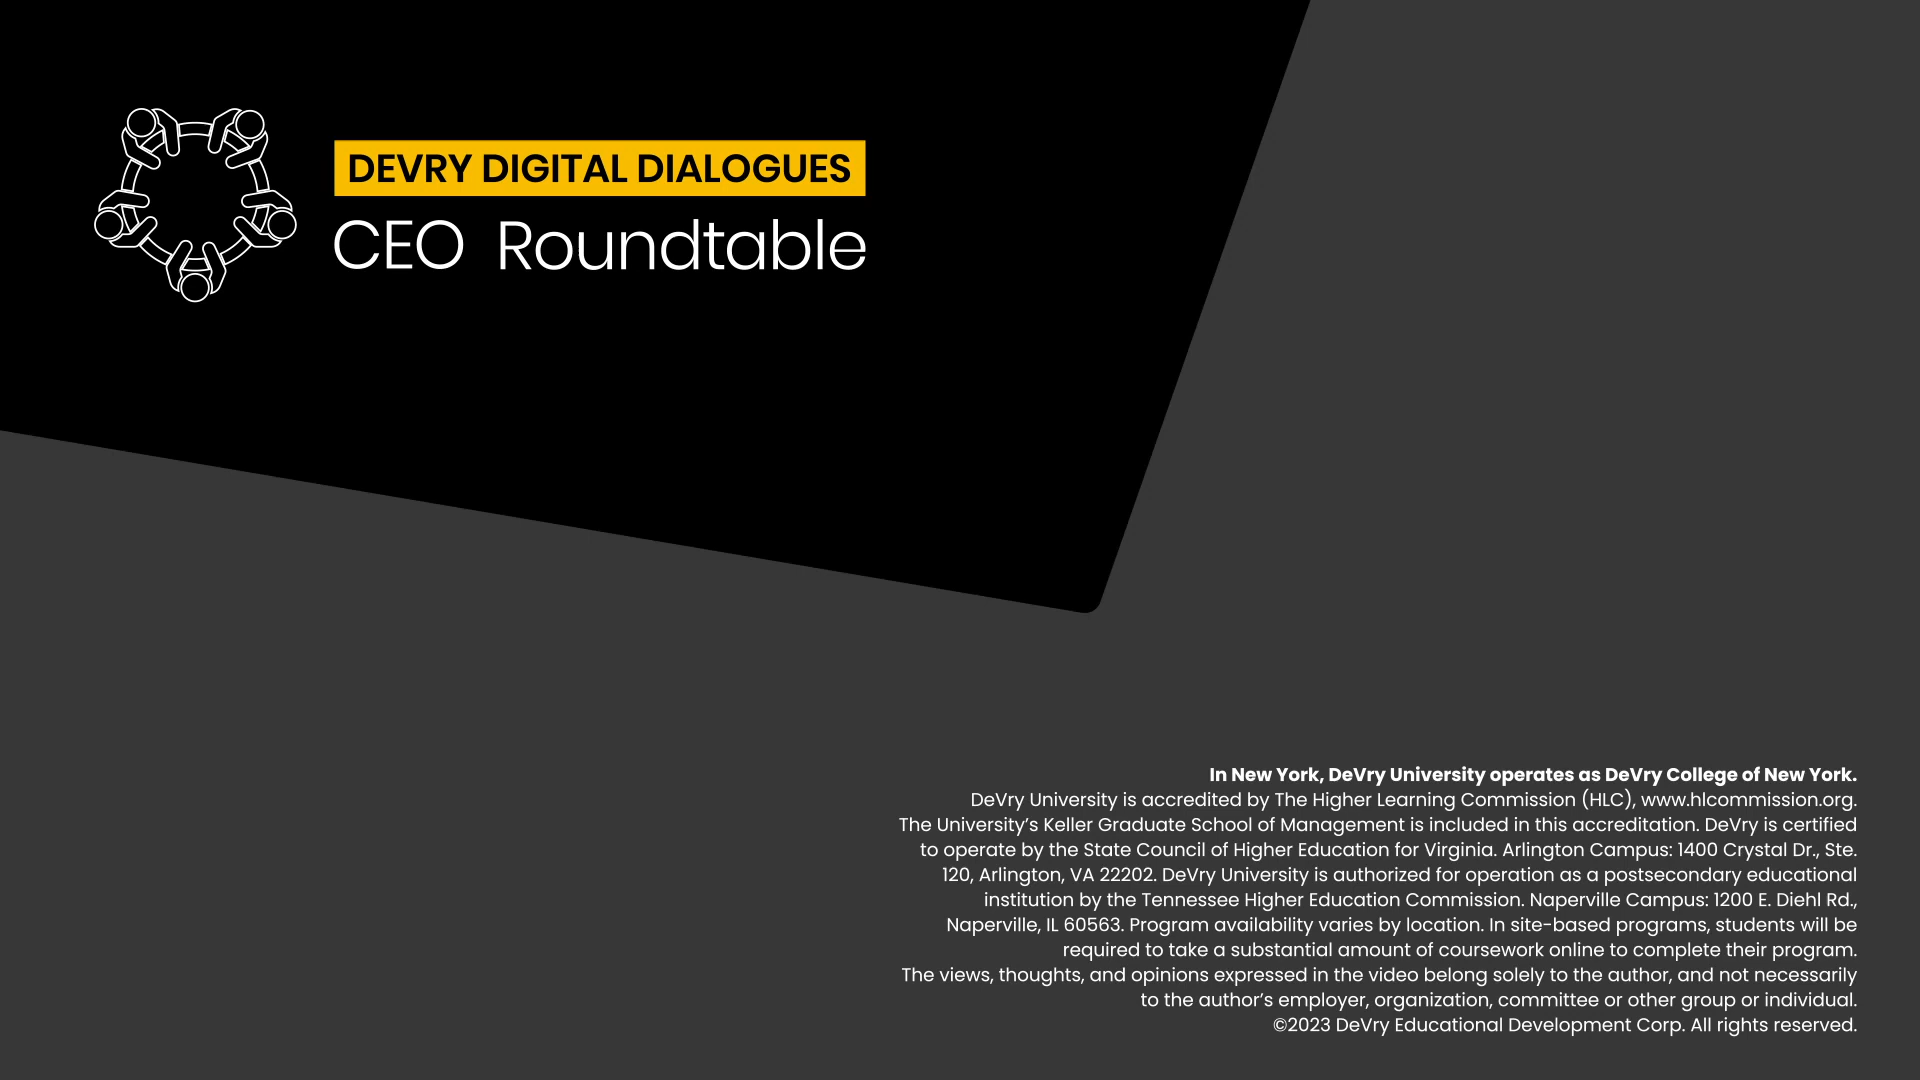 DEVRY DIGITAL DIALOGUES
CEO Roundtable
In New York, DeVry University operates as DeVry College of New York.
DeVry University is accredited by The Higher Learning Commission (HLC), www.hlcommission.org.
The University’s Keller Graduate School of Management is included in this accreditation. DeVry is certified
to operate by the State Council of Higher Education for Virginia. Arlington Campus: 1400 Crystal Dr., Ste.
120, Arlington, VA 22202. DeVry University is authorized for operation as a postsecondary educational
institution by the Tennessee Higher Education Commission. Naperville Campus: 1200 E. Diehl Rd.,
Naperville, IL 60563. Program availability varies by location. In site-based programs, students will be
required to take a substantial amount of coursework online to complete their program.
The views, thoughts, and opinions expressed in the video belong solely to the author, and not necessarily
to the author’s employer, organization, committee or other group or individual.
©2023 DeVry Educational Development Corp. All rights reserved.